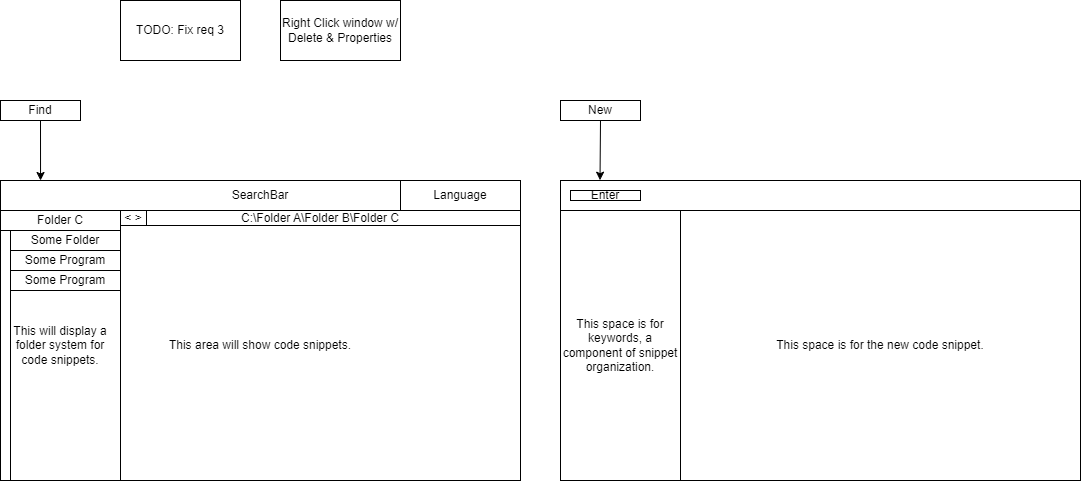 TODO: Fix req 3
Right Click window w/
Delete & Properties
Find
New
SearchBar
Language
Enter
Folder C
< >
C:\Folder A\Folder B\Folder C
Some Folder
Some Program
Some Program
This will display a
folder system for
code snippets.
This area will show code snippets.
This space is for
keywords, a
component of snippet
organization.
This space is for the new code snippet.